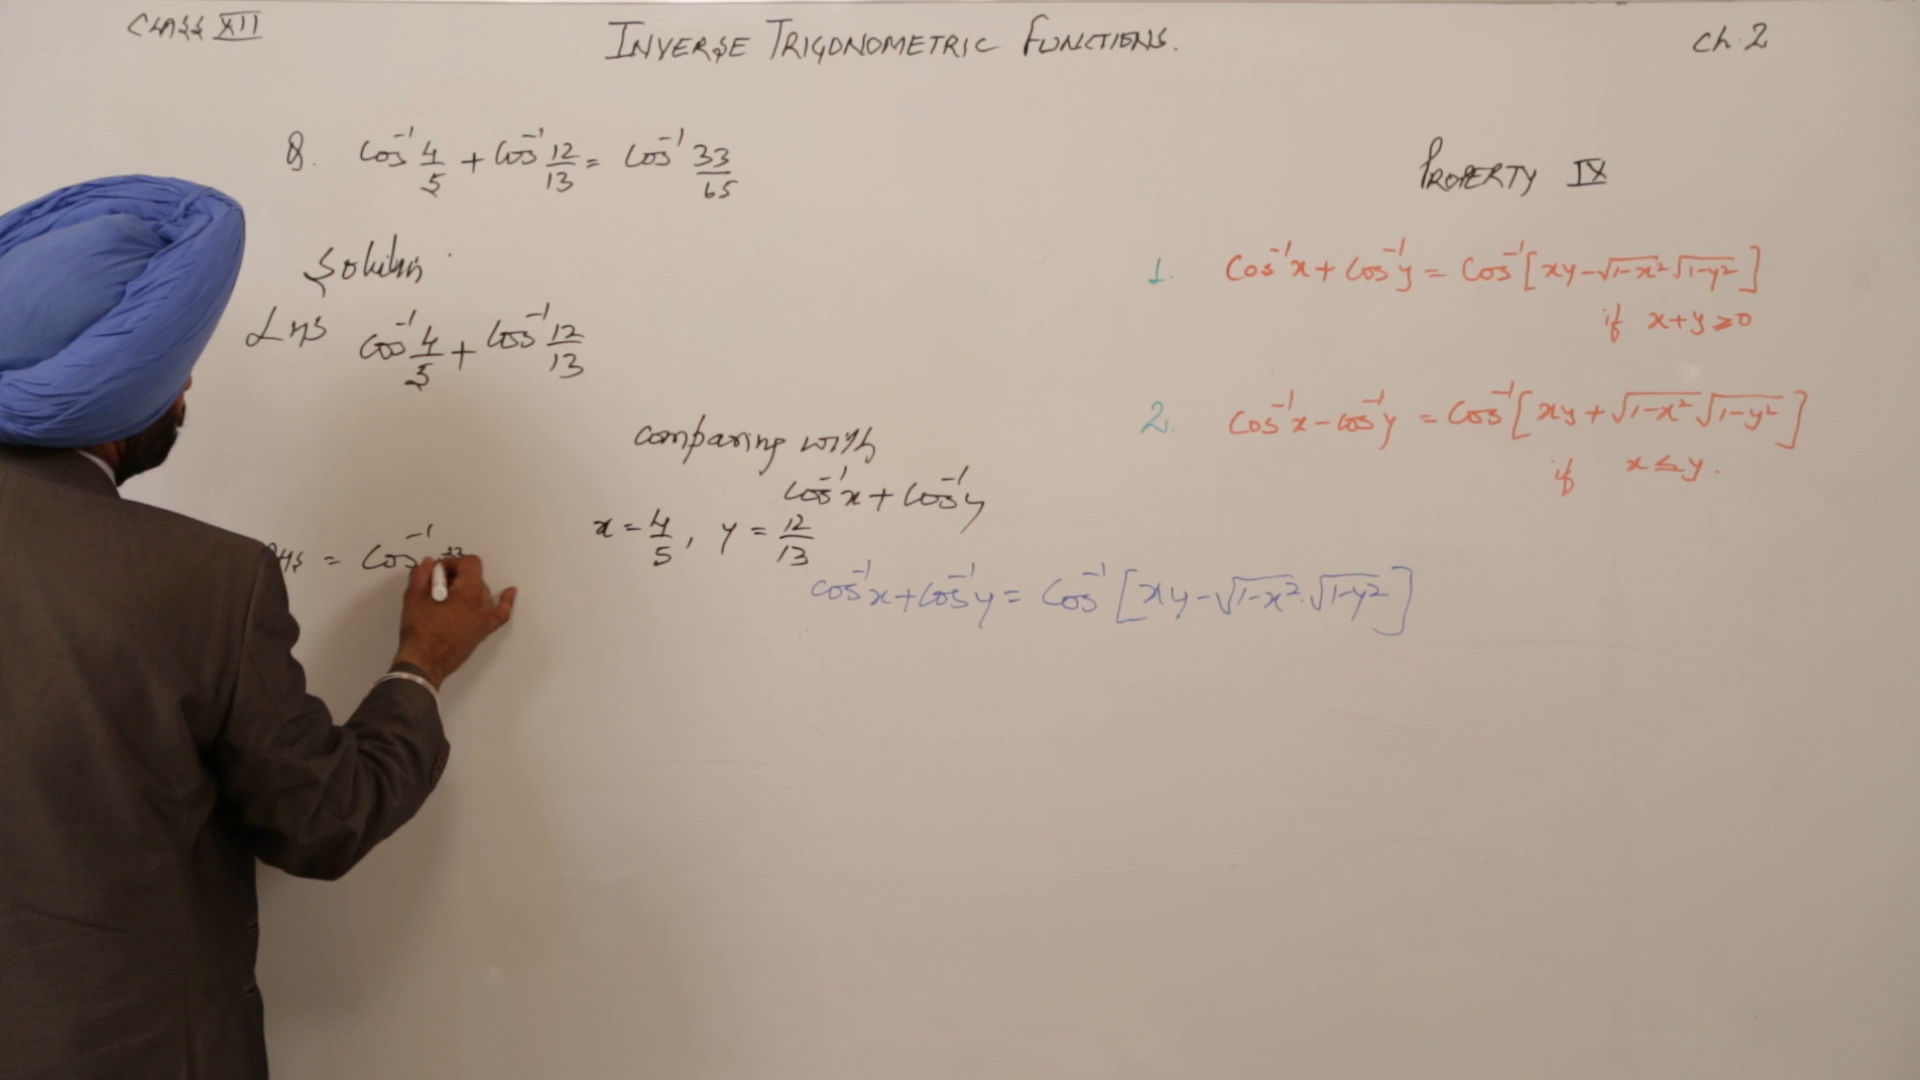 CLASS XII
INVERSE TRIGONOMETRIC FUNCTIONS.
Ch. 2
Q. Cos⁻¹ 4/5 + Cos⁻¹ 12/13 = Cos⁻¹ 33/65
Solution
LHS Cos⁻¹ 4/5 + Cos⁻¹ 12/13
comparing with
Cos⁻¹x + Cos⁻¹y
x = 4/5, y = 12/13
Cos⁻¹x + Cos⁻¹y = Cos⁻¹[xy - √1-x² . √1-y²]
RHS = Cos⁻¹ 33
PROPERTY IX
1. Cos⁻¹x + Cos⁻¹y = Cos⁻¹[xy - √1-x² √1-y²]
if x+y ≥ 0
2. Cos⁻¹x - Cos⁻¹y = Cos⁻¹[xy + √1-x² √1-y²]
if x ≤ y.